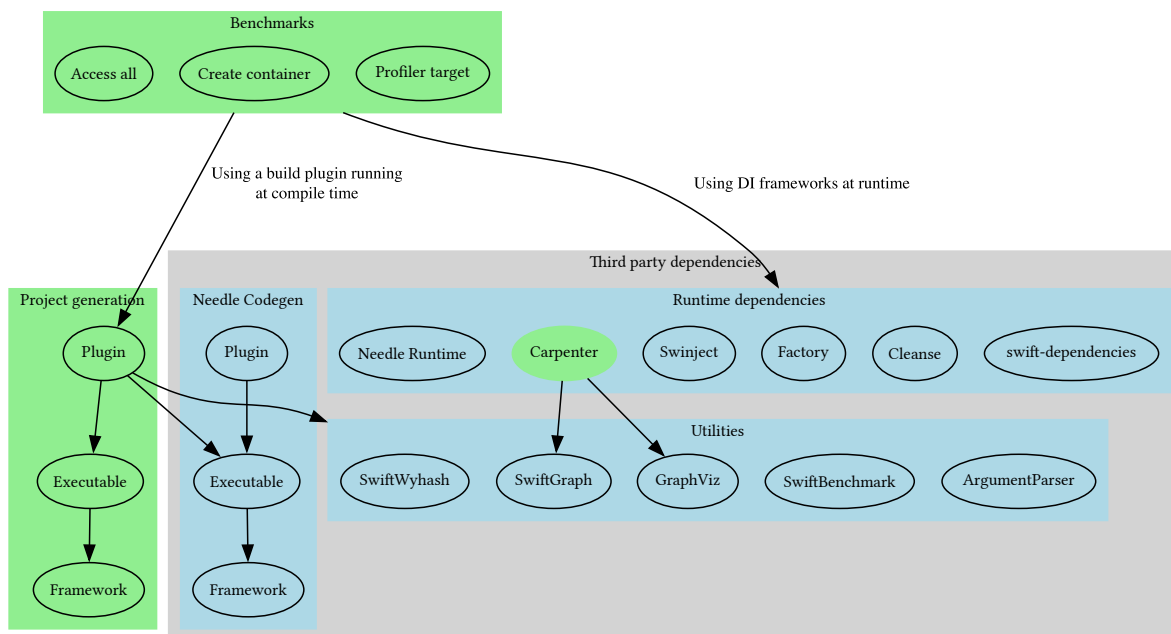 Benchmarks
Access all
Create container
Profiler target
Using a build plugin running
at compile time
Using DI frameworks at runtime
Third party dependencies
Project generation
Needle Codegen
Runtime dependencies
Plugin
Plugin
Needle Runtime
Carpenter
Swinject
Factory
Cleanse
swift-dependencies
Utilities
Executable
Executable
SwiftWyhash
SwiftGraph
GraphViz
SwiftBenchmark
ArgumentParser
Framework
Framework